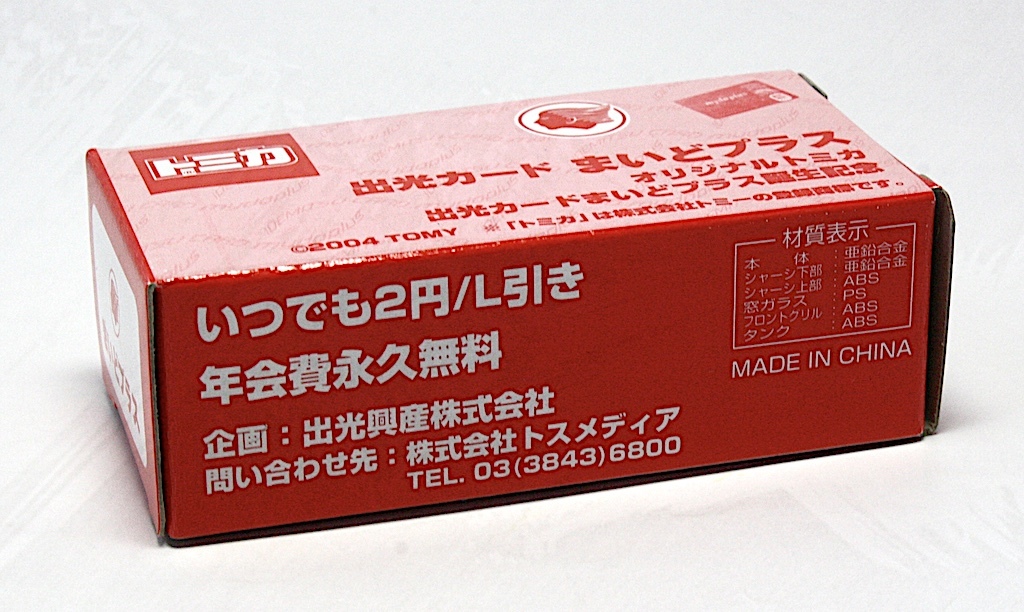 トミカ
出光カード まいどプラス
オリジナルトミカ
出光カードまいどプラス誕生記念
©2004 TOMY ※「トミカ」は株式会社トミーの登録商標です。
いつでも2円/L引き
年会費永久無料
企画：出光興産株式会社
問い合わせ先：株式会社トスメディア
TEL. 03(3843)6800
材質表示
本体：亜鉛合金
シャーシ下部：亜鉛合金
シャーシ上部：ABS
窓ガラス：PS
フロントグリル：ABS
タンク：ABS
MADE IN CHINA